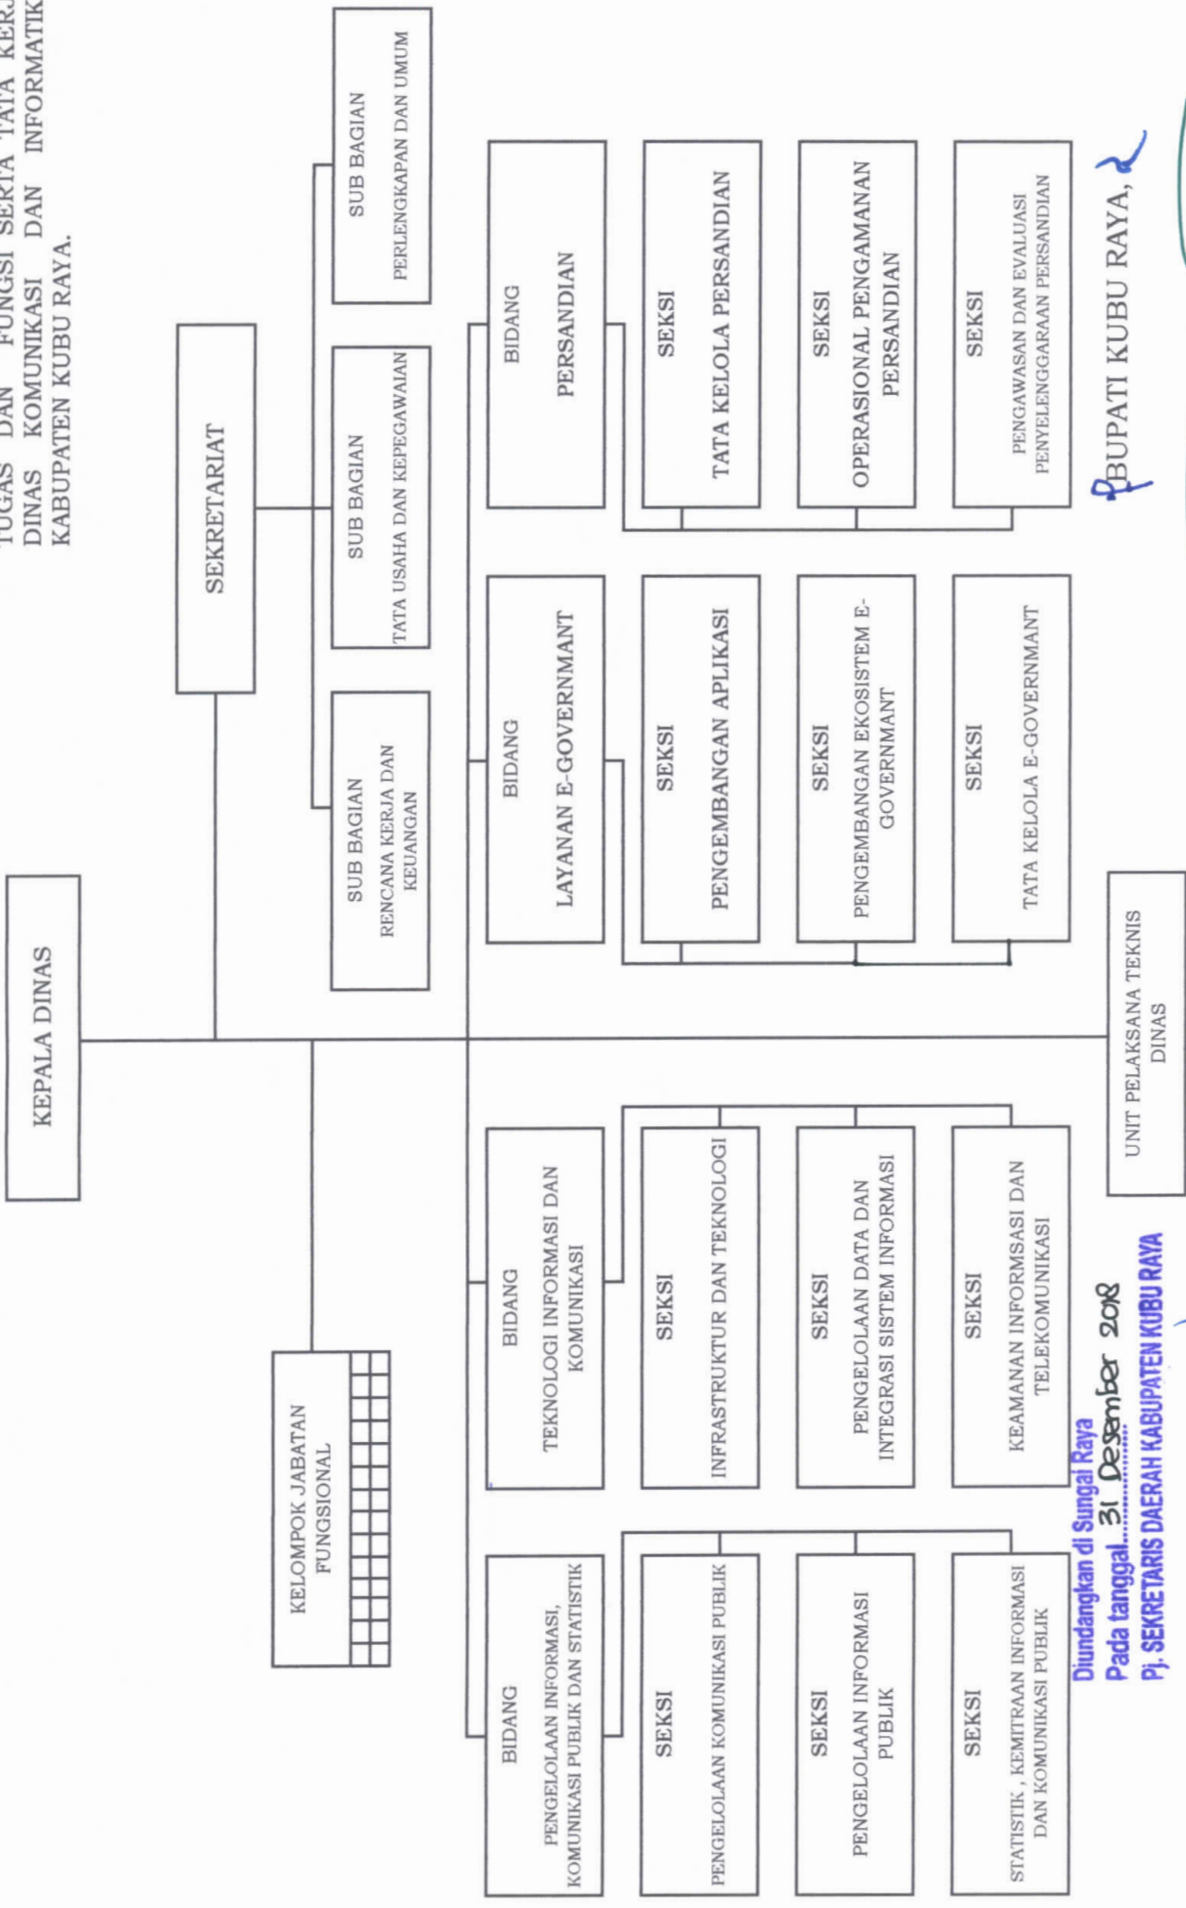 TUGAS DAN FUNGSI SERTA TATA KERJ
DINAS KOMUNIKASI DAN INFORMATIK
KABUPATEN KUBU RAYA.
KEPALA DINAS
SEKRETARIAT
KELOMPOK JABATAN
FUNGSIONAL
SUB BAGIAN
RENCANA KERJA DAN
KEUANGAN
SUB BAGIAN
TATA USAHA DAN KEPEGAWAIAN
SUB BAGIAN
PERLENGKAPAN DAN UMUM
BIDANG
PENGELOLAAN INFORMASI,
KOMUNIKASI PUBLIK DAN STATISTIK
SEKSI
PENGELOLAAN KOMUNIKASI PUBLIK
SEKSI
PENGELOLAAN INFORMASI
PUBLIK
SEKSI
STATISTIK , KEMITRAAN INFORMASI
DAN KOMUNIKASI PUBLIK
BIDANG
TEKNOLOGI INFORMASI DAN
KOMUNIKASI
SEKSI
INFRASTRUKTUR DAN TEKNOLOGI
SEKSI
PENGELOLAAN DATA DAN
INTEGRASI SISTEM INFORMASI
SEKSI
KEAMANAN INFORMSASI DAN
TELEKOMUNIKASI
BIDANG
LAYANAN E-GOVERNMANT
SEKSI
PENGEMBANGAN APLIKASI
SEKSI
PENGEMBANGAN EKOSISTEM E-
GOVERNMANT
SEKSI
TATA KELOLA E-GOVERNMANT
BIDANG
PERSANDIAN
SEKSI
TATA KELOLA PERSANDIAN
SEKSI
OPERASIONAL PENGAMANAN
PERSANDIAN
SEKSI
PENGAWASAN DAN EVALUASI
PENYELENGGARAAN PERSANDIAN
UNIT PELAKSANA TEKNIS
DINAS
Diundangkan di Sungai Raya
Pada tanggal...31 Desember 2018
Pj. SEKRETARIS DAERAH KABUPATEN KUBU RAYA
BUPATI KUBU RAYA,